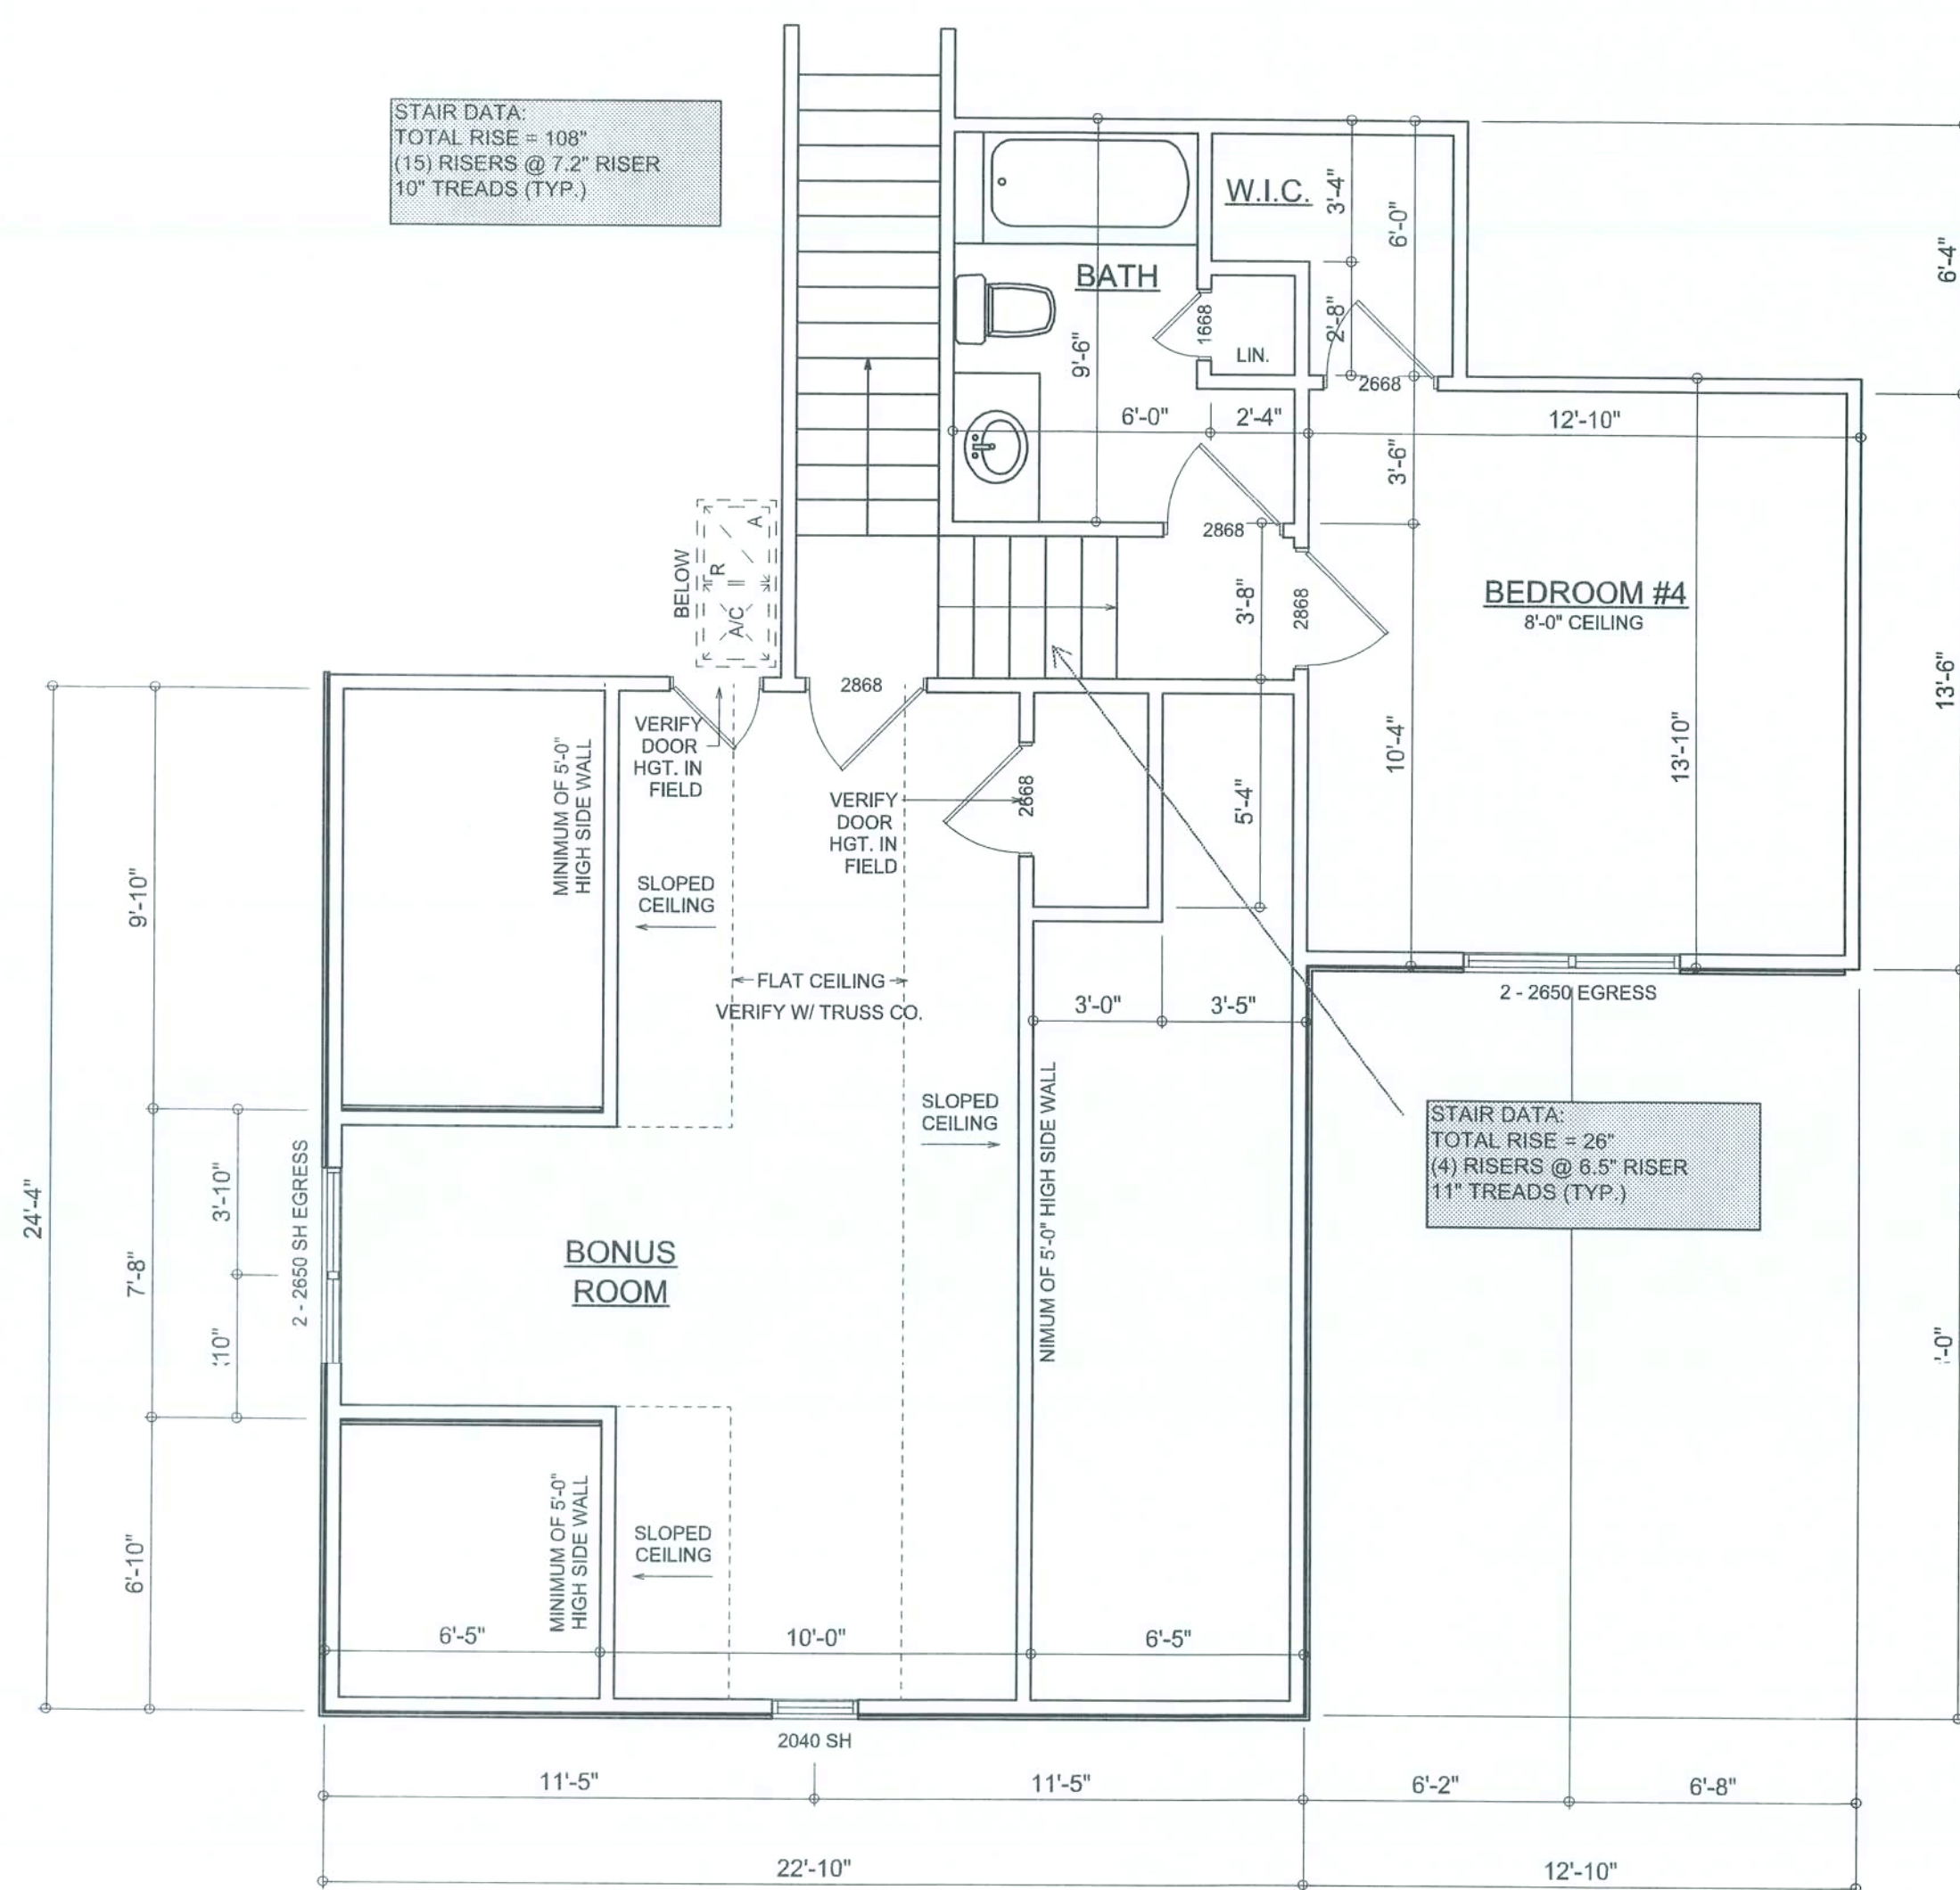 STAIR DATA:
TOTAL RISE = 108"
(15) RISERS @ 7.2" RISER
10" TREADS (TYP.)
W.I.C.
3'-4"
6'-0"
6'-4"
BATH
9'-6"
1668
LIN.
2'-8"
2668
6'-0"
2'-4"
12'-10"
3'-6"
2868
BELOW
A
R
A/C
3'-8"
2868
BEDROOM #4
8'-0" CEILING
13'-6"
2868
VERIFY
DOOR
HGT. IN
FIELD
MINIMUM OF 5'-0"
HIGH SIDE WALL
VERIFY
DOOR
HGT. IN
FIELD
2668
5'-4"
10'-4"
13'-10"
9'-10"
SLOPED
CEILING
FLAT CEILING
VERIFY W/ TRUSS CO.
3'-0"
3'-5"
2 - 2650 EGRESS
SLOPED
CEILING
NIMUM OF 5'-0" HIGH SIDE WALL
STAIR DATA:
TOTAL RISE = 26"
(4) RISERS @ 6.5" RISER
11" TREADS (TYP.)
24'-4"
7'-8"
3'-10"
10"
2 - 2650 SH EGRESS
BONUS
ROOM
'-0"
6'-10"
MINIMUM OF 5'-0"
HIGH SIDE WALL
SLOPED
CEILING
6'-5"
10'-0"
6'-5"
2040 SH
11'-5"
11'-5"
6'-2"
6'-8"
22'-10"
12'-10"